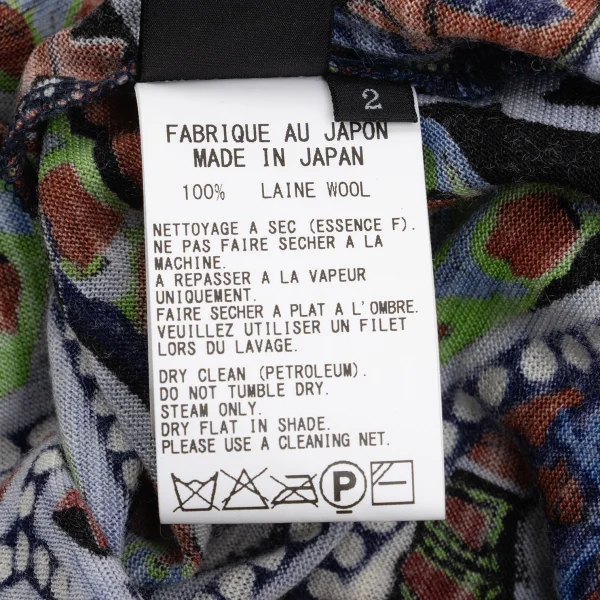 2
FABRIQUE AU JAPON
MADE IN JAPAN
100% LAINE WOOL
NETTOYAGE A SEC (ESSENCE F).
NE PAS FAIRE SECHER A LA
MACHINE.
A REPASSER A LA VAPEUR
UNIQUEMENT.
FAIRE SECHER A PLAT A L'OMBRE.
VEUILLEZ UTILISER UN FILET
LORS DU LAVAGE.
DRY CLEAN (PETROLEUM).
DO NOT TUMBLE DRY.
STEAM ONLY.
DRY FLAT IN SHADE.
PLEASE USE A CLEANING NET.
P